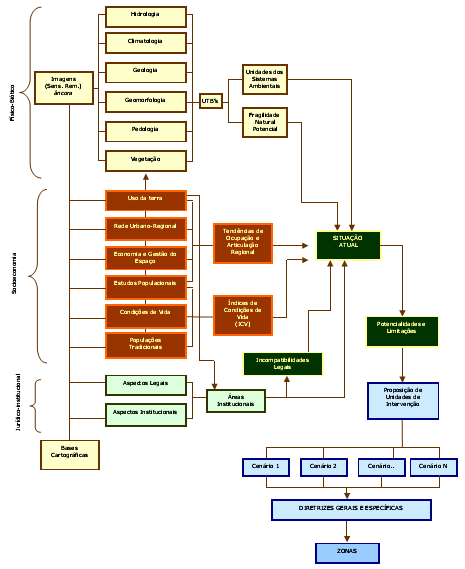 Hidrologia
Climatologia
Geologia
Geomorfologia
Pedologia
Vegetação
Físico-Biótico
Imagens
(Sens. Rem.)
âncora
UTB's
Unidades dos
Sistemas
Ambientais
Fragilidade
Natural
Potencial
Socioeconomia
Uso da terra
Rede Urbano-Regional
Economia e Gestão do
Espaço
Estudos Populacionais
Condições de Vida
Populações
Tradicionais
Tendências de
Ocupação e
Articulação
Regional
Índices de
Condições de
Vida
(ICV)
SITUAÇÃO
ATUAL
Potencialidades e
Limitações
Incompatibilidades
Legais
Jurídico-institucional
Aspectos Legais
Aspectos Institucionais
Áreas
Institucionais
Proposição de
Unidades de
Intervenção
Bases
Cartográficas
Cenário 1
Cenário 2
Cenário..
Cenário N
DIRETRIZES GERAIS E ESPECÍFICAS
ZONAS